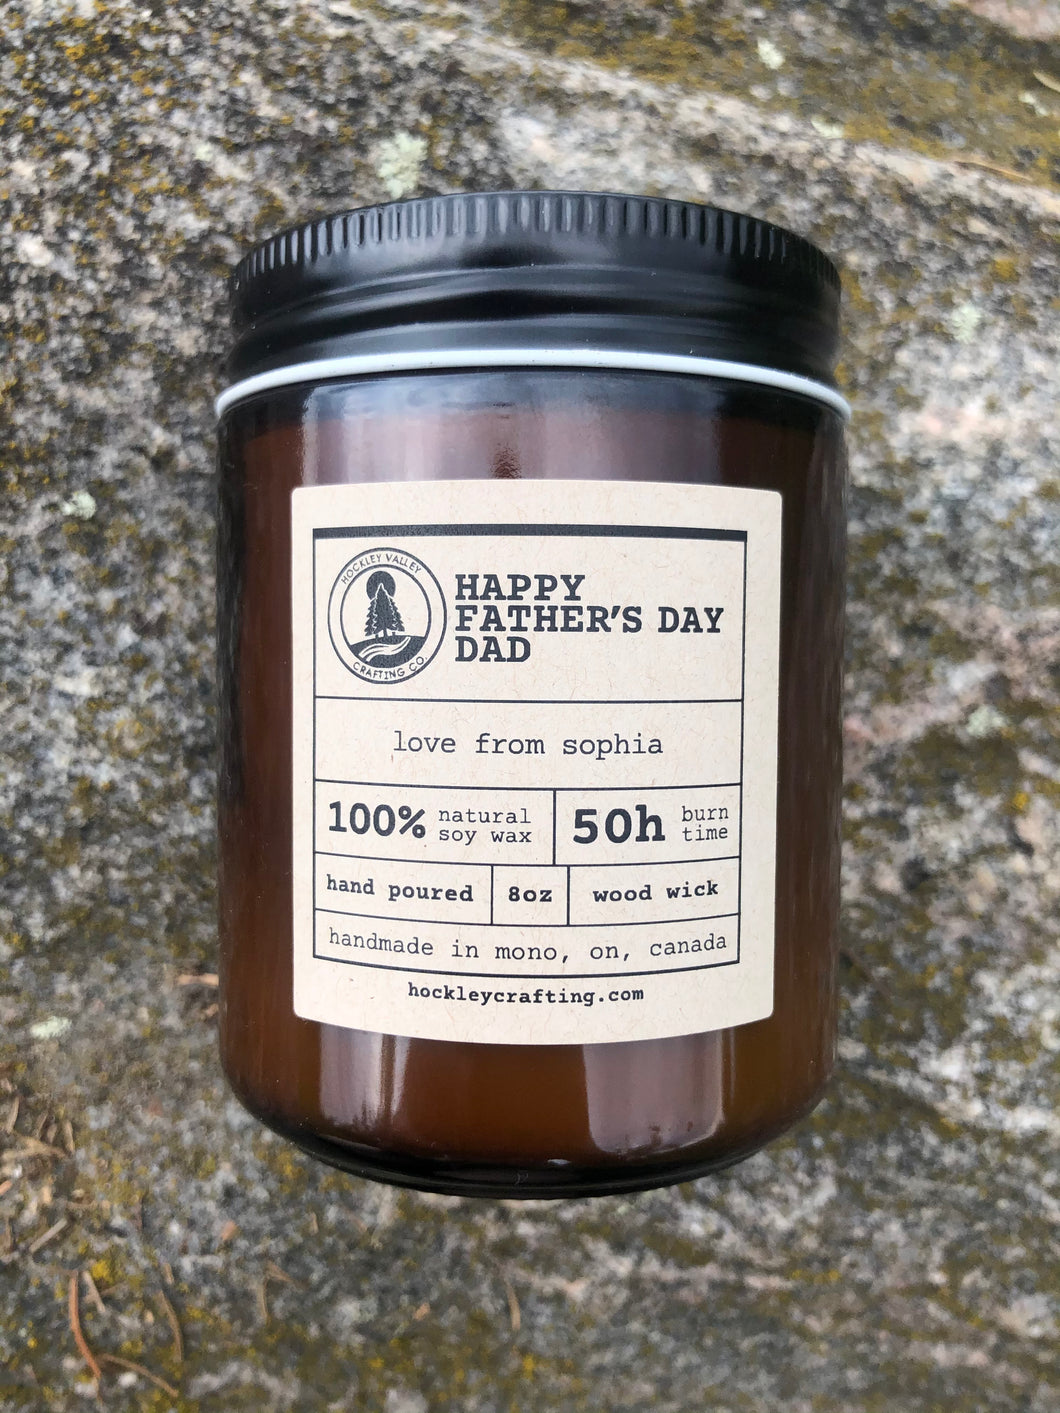 HOCKLEY VALLEY
CRAFTING CO.
HAPPY
FATHER'S DAY
DAD
love from sophia
100% natural
soy wax
50h burn
time
hand poured
8oz
wood wick
handmade in mono, on, canada
hockleycrafting.com